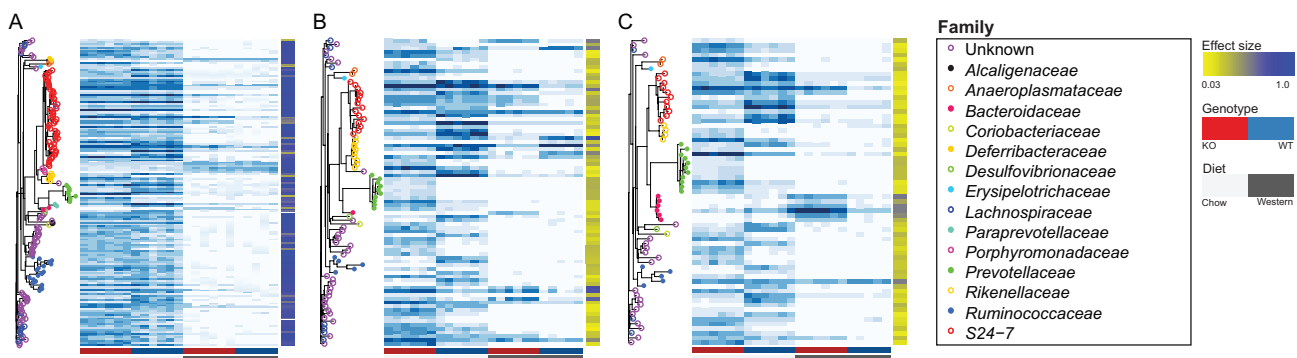 A
B
C
Family
Unknown
Alcaligenaceae
Anaeroplasmataceae
Bacteroidaceae
Coriobacteriaceae
Deferribacteraceae
Desulfovibrionaceae
Erysipelotrichaceae
Lachnospiraceae
Paraprevotellaceae
Porphyromonadaceae
Prevotellaceae
Rikenellaceae
Ruminococcaceae
S24−7
Effect size
0.03 1.0
Genotype
KO WT
Diet
Chow Western